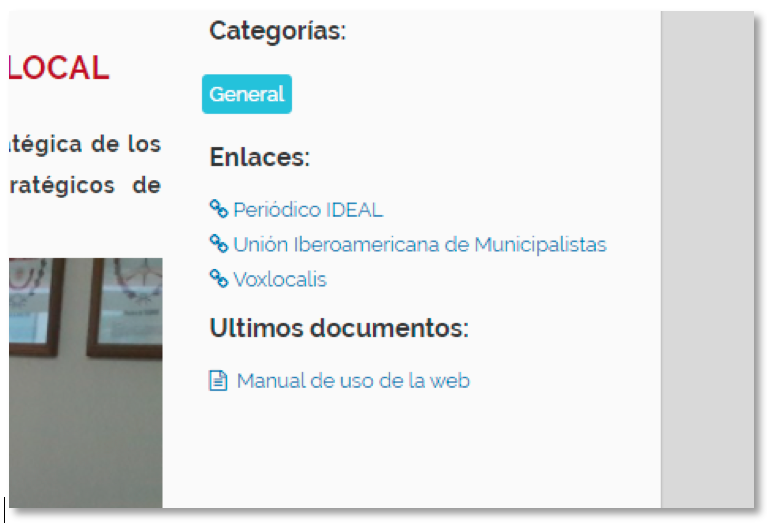 LOCAL
atégica de los
ratégicos de
Categorías:
General
Enlaces:
Periódico IDEAL
Unión Iberoamericana de Municipalistas
Voxlocalis
Ultimos documentos:
Manual de uso de la web